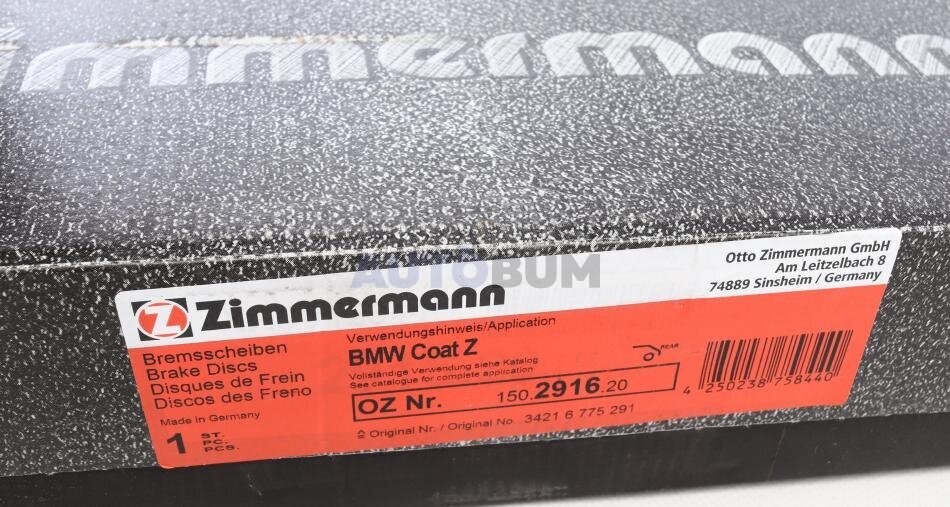 immermann
AUTOBUM
Zimmermann
Otto Zimmermann GmbH
Am Leitzelbach 8
74889 Sinsheim / Germany
Bremsscheiben
Brake Discs
Disques de Frein
Discos des Freno
Made in Germany
1 ST.
PC.
PCS.
Verwendungshinweis/Application
BMW Coat Z
Vollständige Verwendung siehe Katalog
See catalogue for complete application
REAR
OZ Nr. 150.2916.20
≙ Original Nr. / Original No. 3421 6 775 291
4 250238 758440